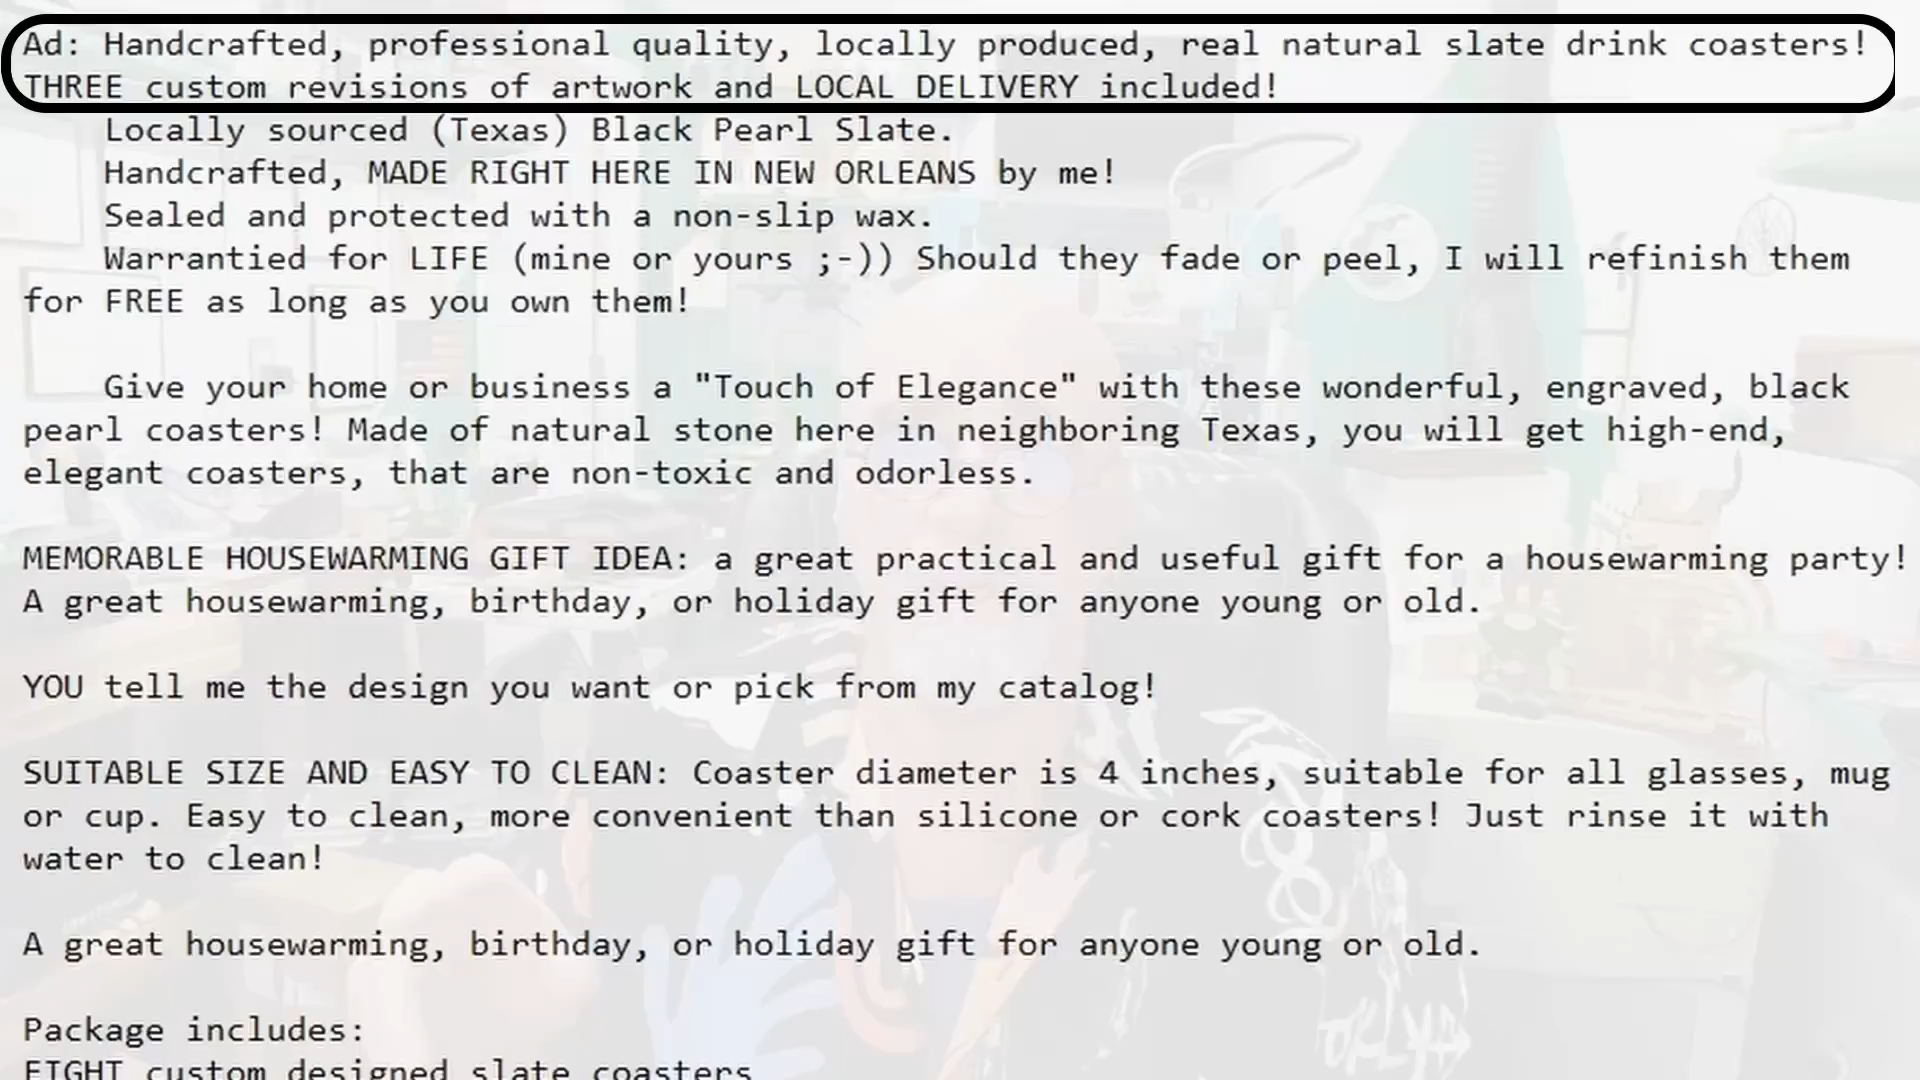 Ad: Handcrafted, professional quality, locally produced, real natural slate drink coasters!
THREE custom revisions of artwork and LOCAL DELIVERY included!
Locally sourced (Texas) Black Pearl Slate.
Handcrafted, MADE RIGHT HERE IN NEW ORLEANS by me!
Sealed and protected with a non-slip wax.
Warrantied for LIFE (mine or yours ;-)) Should they fade or peel, I will refinish them
for FREE as long as you own them!
Give your home or business a "Touch of Elegance" with these wonderful, engraved, black
pearl coasters! Made of natural stone here in neighboring Texas, you will get high-end,
elegant coasters, that are non-toxic and odorless.
MEMORABLE HOUSEWARMING GIFT IDEA: a great practical and useful gift for a housewarming party!
A great housewarming, birthday, or holiday gift for anyone young or old.
YOU tell me the design you want or pick from my catalog!
SUITABLE SIZE AND EASY TO CLEAN: Coaster diameter is 4 inches, suitable for all glasses, mug
or cup. Easy to clean, more convenient than silicone or cork coasters! Just rinse it with
water to clean!
A great housewarming, birthday, or holiday gift for anyone young or old.
Package includes:
EIGHT custom designed slate coasters